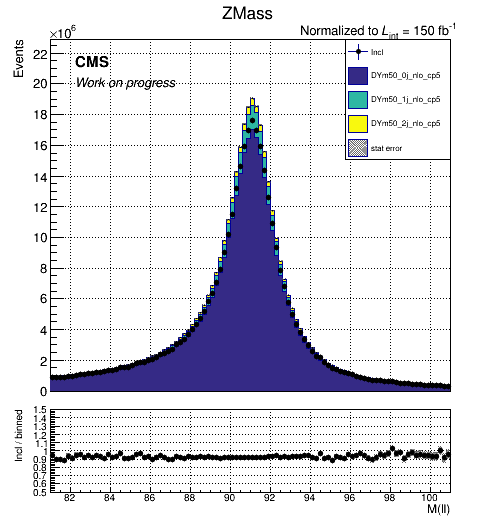 ZMass
×10⁶
Normalized to L_int = 150 fb⁻¹
Events
CMS
Work on progress
Incl
DYm50_0j_nlo_cp5
DYm50_1j_nlo_cp5
DYm50_2j_nlo_cp5
stat error
22
20
18
16
14
12
10
8
6
4
2
0
Incl / binned
1.5
1.4
1.3
1.2
1.1
1
0.9
0.8
0.7
0.6
0.5
82 84 86 88 90 92 94 96 98 100
M(ll)